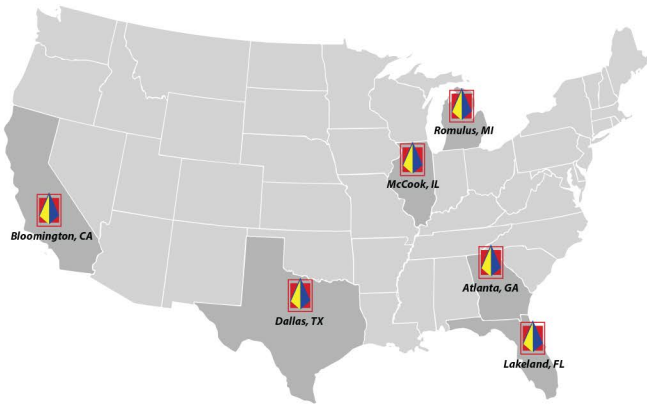 Romulus, MI
McCook, IL
Bloomington, CA
Atlanta, GA
Dallas, TX
Lakeland, FL